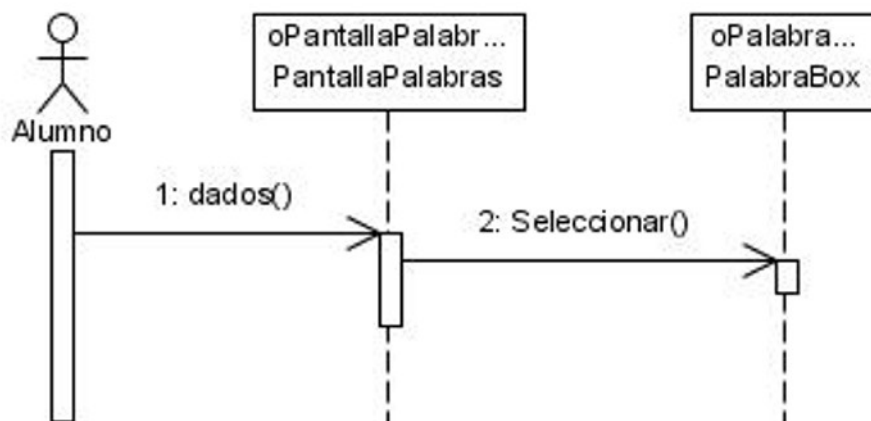 oPantallaPalabr...
PantallaPalabras
oPalabra...
PalabraBox
Alumno
1: dados()
2: Seleccionar()